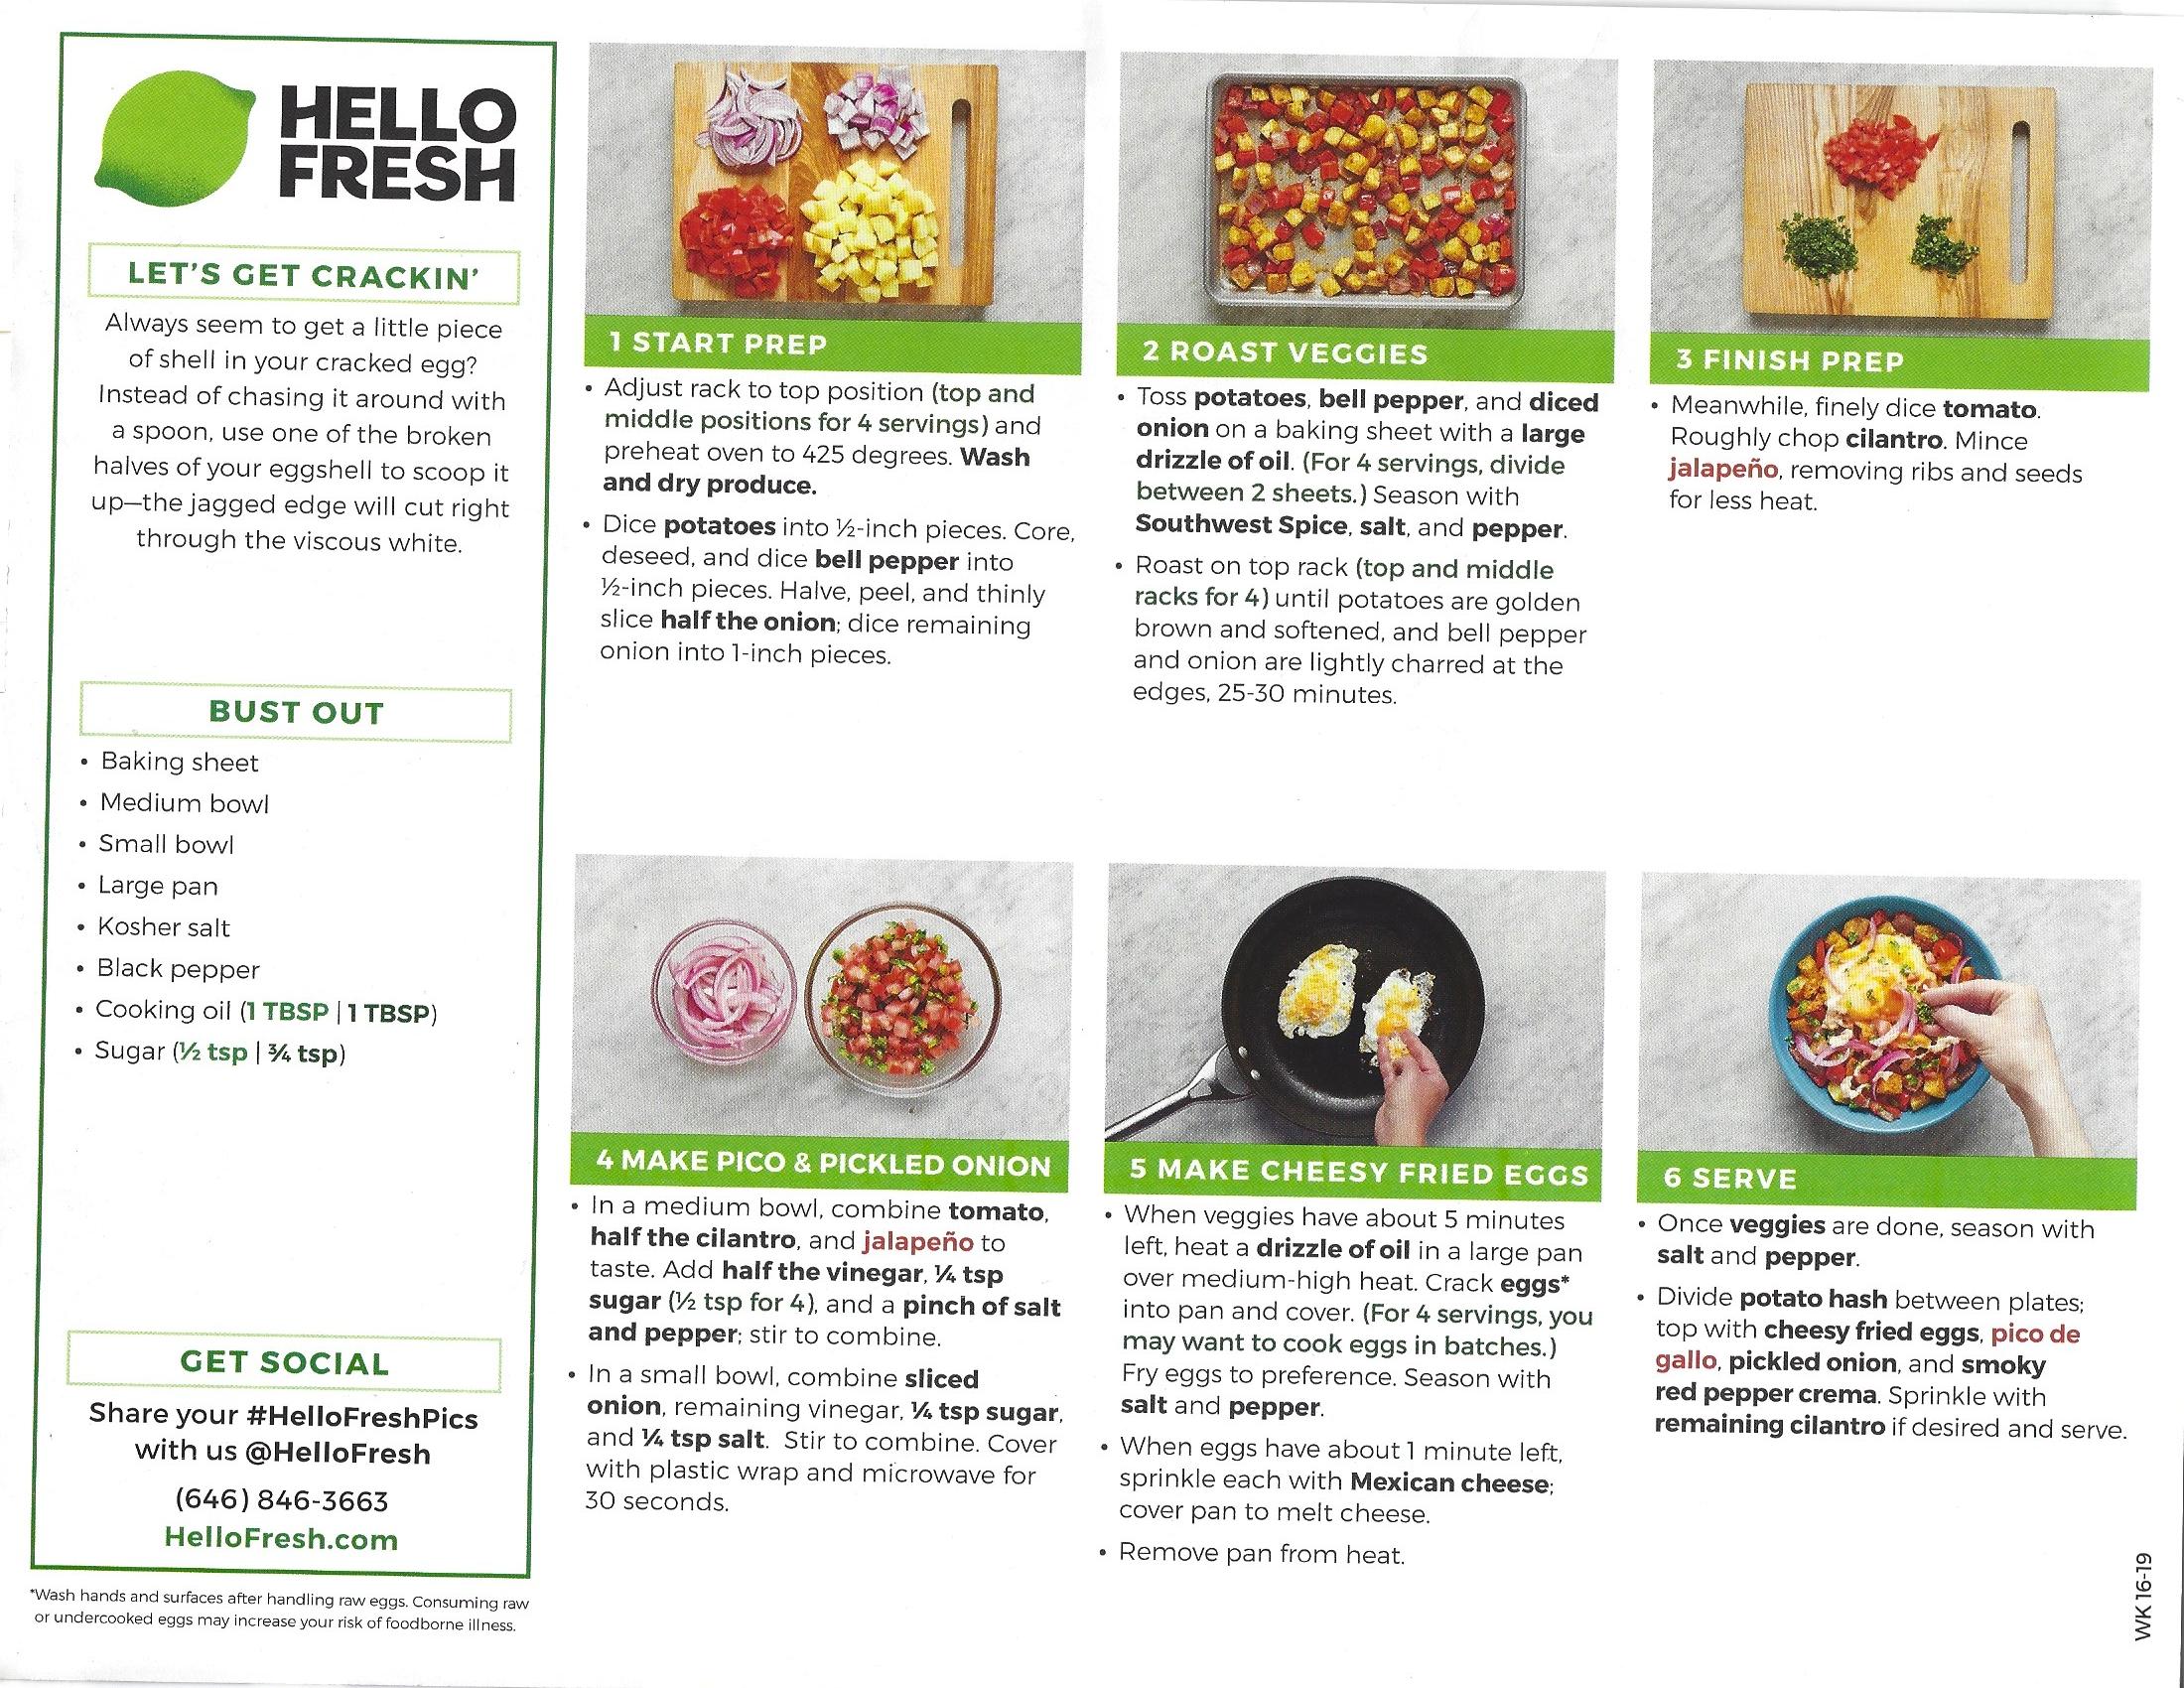 HELLO
FRESH
LET'S GET CRACKIN'
Always seem to get a little piece
of shell in your cracked egg?
Instead of chasing it around with
a spoon, use one of the broken
halves of your eggshell to scoop it
up—the jagged edge will cut right
through the viscous white.
BUST OUT
• Baking sheet
• Medium bowl
• Small bowl
• Large pan
• Kosher salt
• Black pepper
• Cooking oil (1 TBSP | 1 TBSP)
• Sugar (½ tsp | ¾ tsp)
GET SOCIAL
Share your #HelloFreshPics
with us @HelloFresh
(646) 846-3663
HelloFresh.com
*Wash hands and surfaces after handling raw eggs. Consuming raw
or undercooked eggs may increase your risk of foodborne illness.
1 START PREP
• Adjust rack to top position (top and
middle positions for 4 servings) and
preheat oven to 425 degrees. Wash
and dry produce.
• Dice potatoes into ½-inch pieces. Core,
deseed, and dice bell pepper into
½-inch pieces. Halve, peel, and thinly
slice half the onion; dice remaining
onion into 1-inch pieces.
2 ROAST VEGGIES
• Toss potatoes, bell pepper, and diced
onion on a baking sheet with a large
drizzle of oil. (For 4 servings, divide
between 2 sheets.) Season with
Southwest Spice, salt, and pepper.
• Roast on top rack (top and middle
racks for 4) until potatoes are golden
brown and softened, and bell pepper
and onion are lightly charred at the
edges, 25-30 minutes.
3 FINISH PREP
• Meanwhile, finely dice tomato.
Roughly chop cilantro. Mince
jalapeño, removing ribs and seeds
for less heat.
4 MAKE PICO & PICKLED ONION
• In a medium bowl, combine tomato,
half the cilantro, and jalapeño to
taste. Add half the vinegar, ¼ tsp
sugar (½ tsp for 4), and a pinch of salt
and pepper; stir to combine.
• In a small bowl, combine sliced
onion, remaining vinegar, ¼ tsp sugar,
and ¼ tsp salt. Stir to combine. Cover
with plastic wrap and microwave for
30 seconds.
5 MAKE CHEESY FRIED EGGS
• When veggies have about 5 minutes
left, heat a drizzle of oil in a large pan
over medium-high heat. Crack eggs*
into pan and cover. (For 4 servings, you
may want to cook eggs in batches.)
Fry eggs to preference. Season with
salt and pepper.
• When eggs have about 1 minute left,
sprinkle each with Mexican cheese;
cover pan to melt cheese.
• Remove pan from heat.
6 SERVE
• Once veggies are done, season with
salt and pepper.
• Divide potato hash between plates;
top with cheesy fried eggs, pico de
gallo, pickled onion, and smoky
red pepper crema. Sprinkle with
remaining cilantro if desired and serve.
WK 16-19